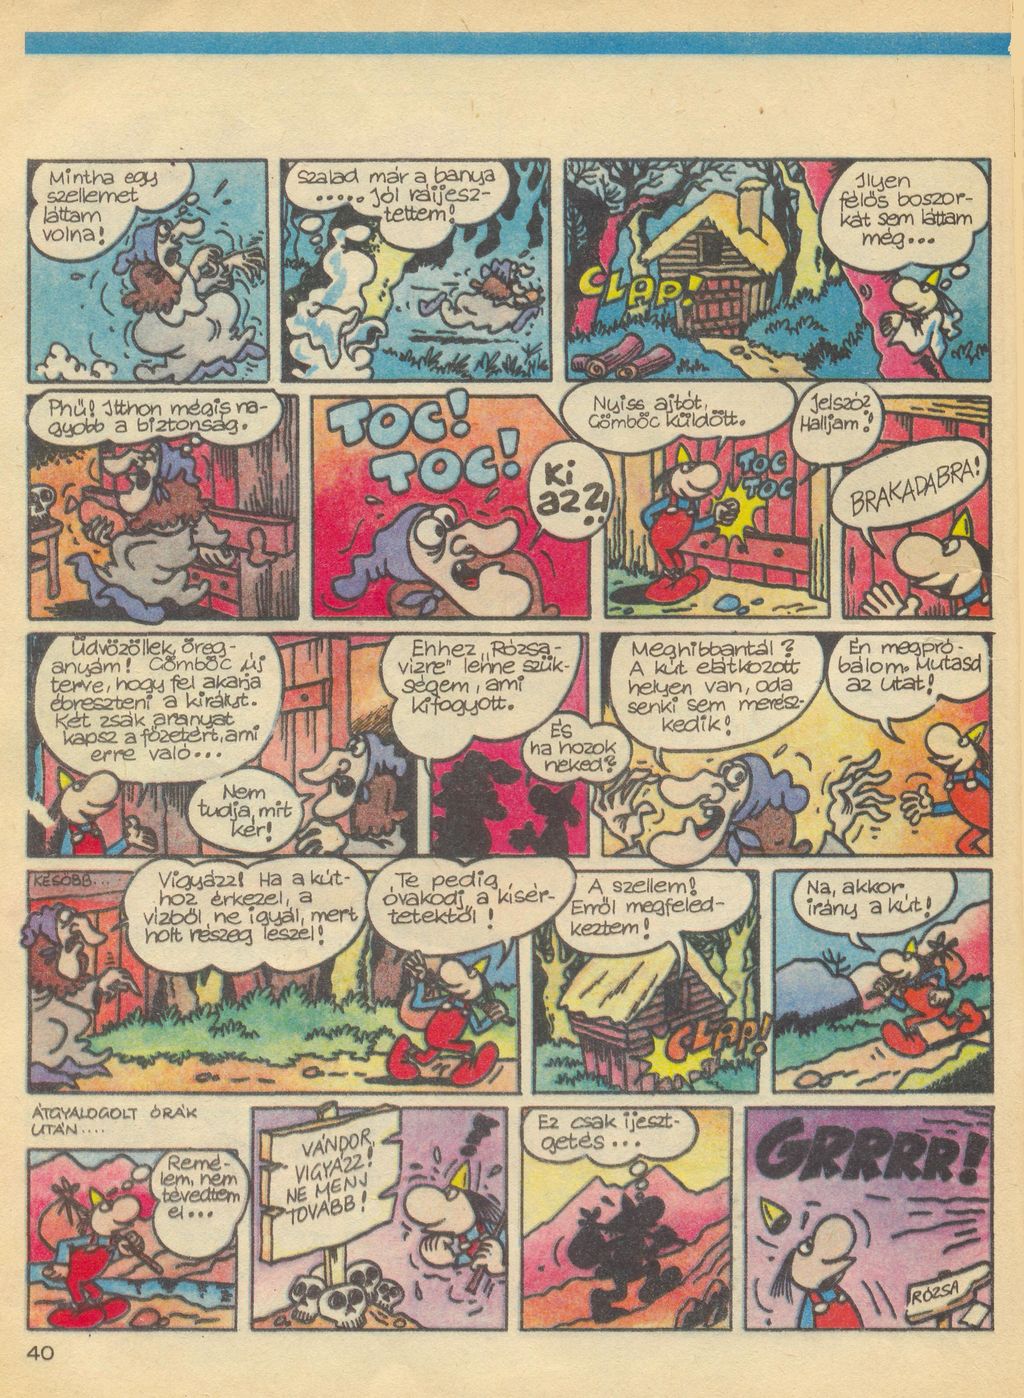 Mintha egy
szellemet
láttam
volna!
Szalad már a banya
..... Jól ráijesz-
tettem!
CLAP!
Ilyen
félős boszor-
kát sem láttam
még...
Phű! Itthon mégis na-
gyobb a biztonság.
TOC!
TOC!
Ki
az?!
Nyiss ajtót,
Gömböc küldött.
TOC
TOC
Jelszó?
Halljam!
BRAKADABRA!
Üdvözöllek, öreg-
anyám! Gömböc új
terve, hogy fel akarja
ébreszteni a királyt.
Két zsák aranyat
kapsz a főzetért, ami
erre való...
Nem
tudja, mit
kér!
Ehhez "Rózsa-
vízre" lenne szük-
ségem, ami
kifogyott.
És
ha hozok
neked?
Meghibbantál?
A kút elátkozott
helyen van, oda
senki sem merész-
kedik!
Én megpró-
bálom. Mutasd
az utat!
KÉSŐBB...
Vigyázz! Ha a kút-
hoz érkezel, a
vízből ne igyál, mert
holt részeg leszel!
Te pedig
óvakodj a kísér-
tetektől!
A szellem!
Erről megfeled-
keztem!
CLAP!
Na, akkor
irány a kút!
ÁTGYALOGOLT ÓRÁK
UTÁN....
Remé-
lem, nem
tévedtem
el...
VÁNDOR,
VIGYÁZZ!
NE MENJ
TOVÁBB!
Ez csak ijeszt-
getés...
GRRRR!
RÓZSA
40